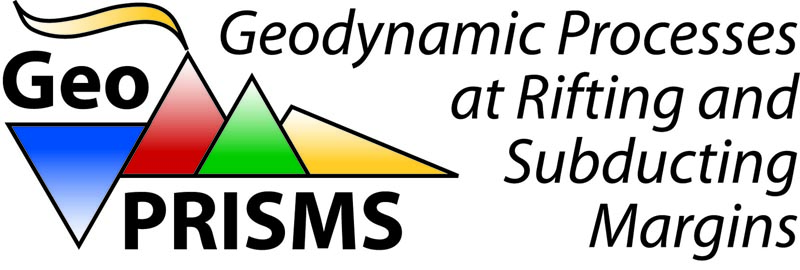 Geo
PRISMS
Geodynamic Processes
at Rifting and
Subducting
Margins